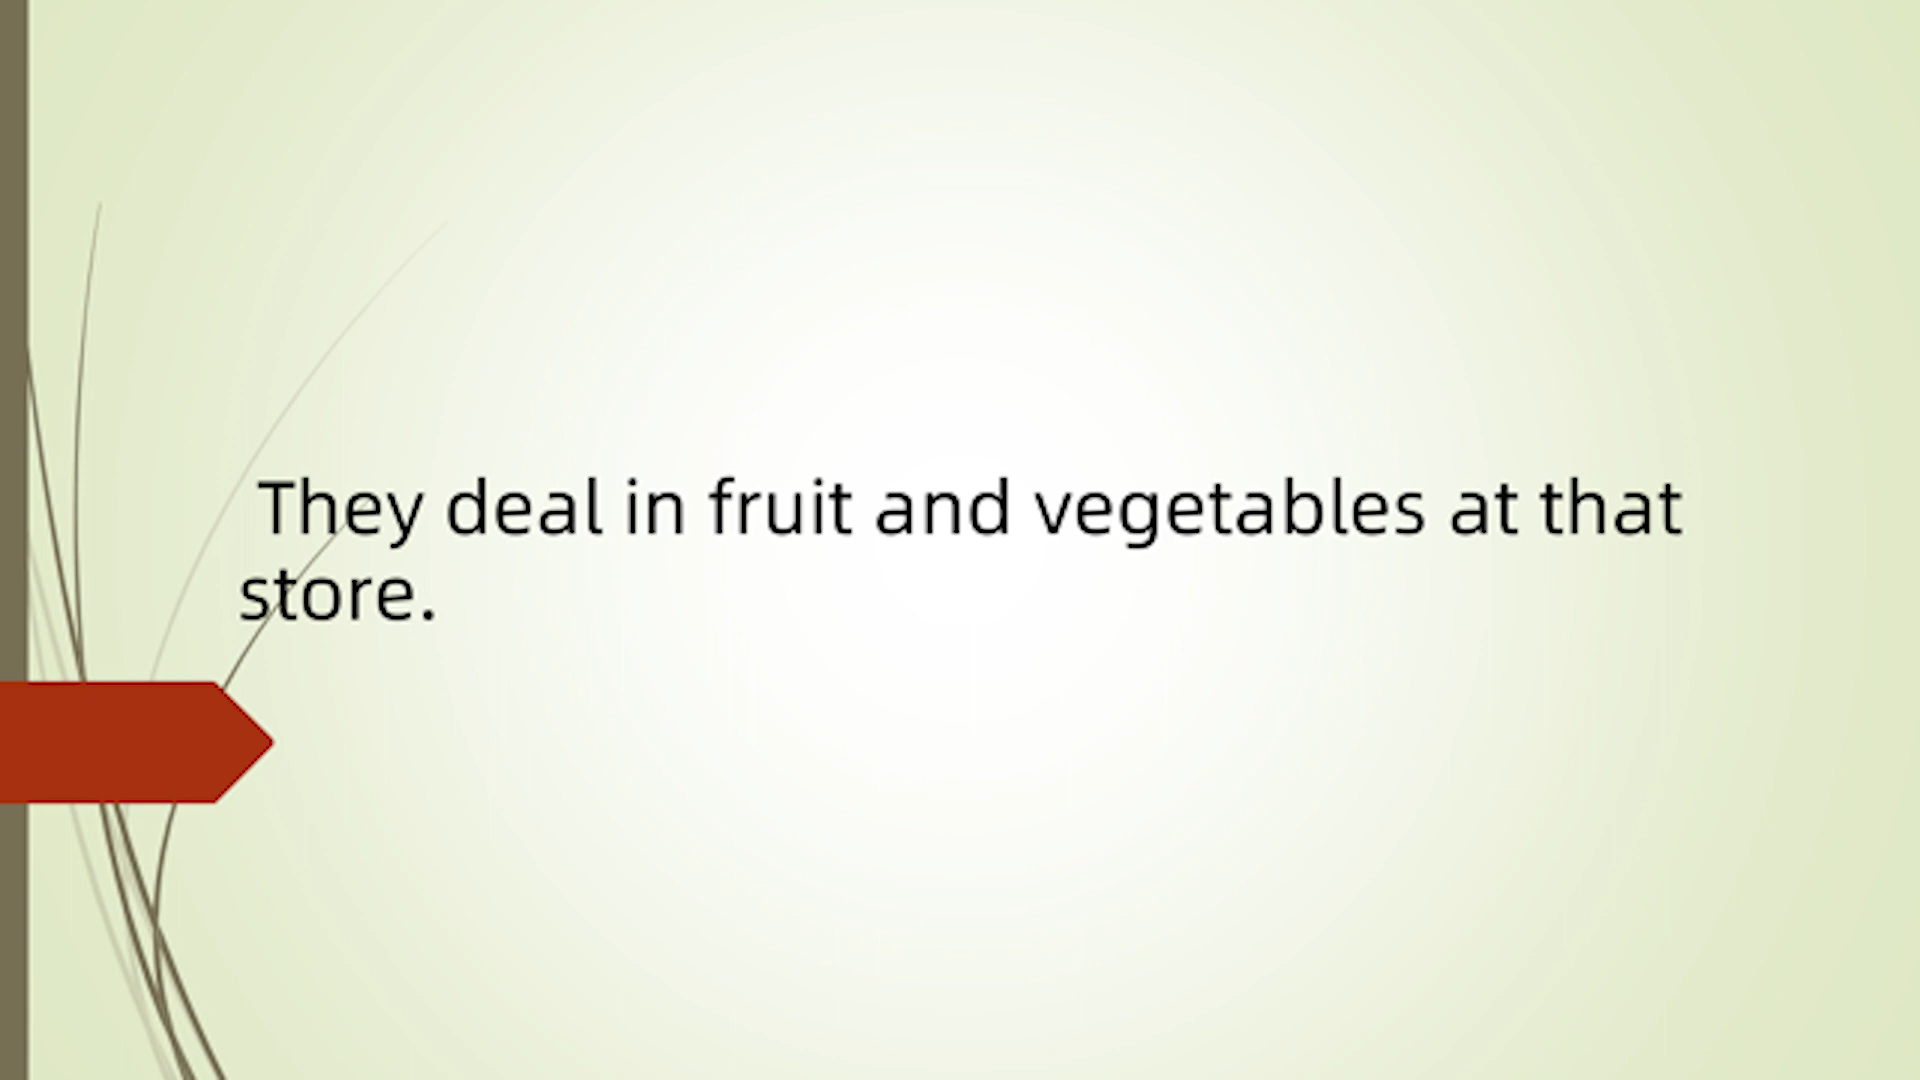 They deal in fruit and vegetables at that
store.